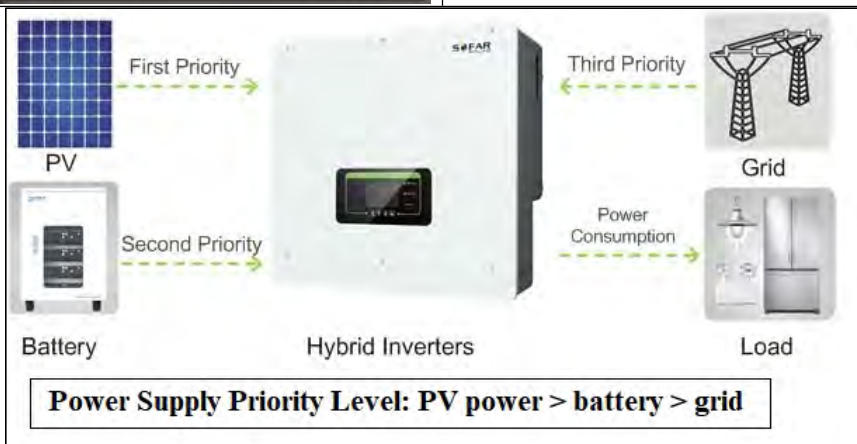 First Priority
SOFAR
Third Priority
PV
Grid
Second Priority
Power
Consumption
Battery
Hybrid Inverters
Load
Power Supply Priority Level: PV power > battery > grid